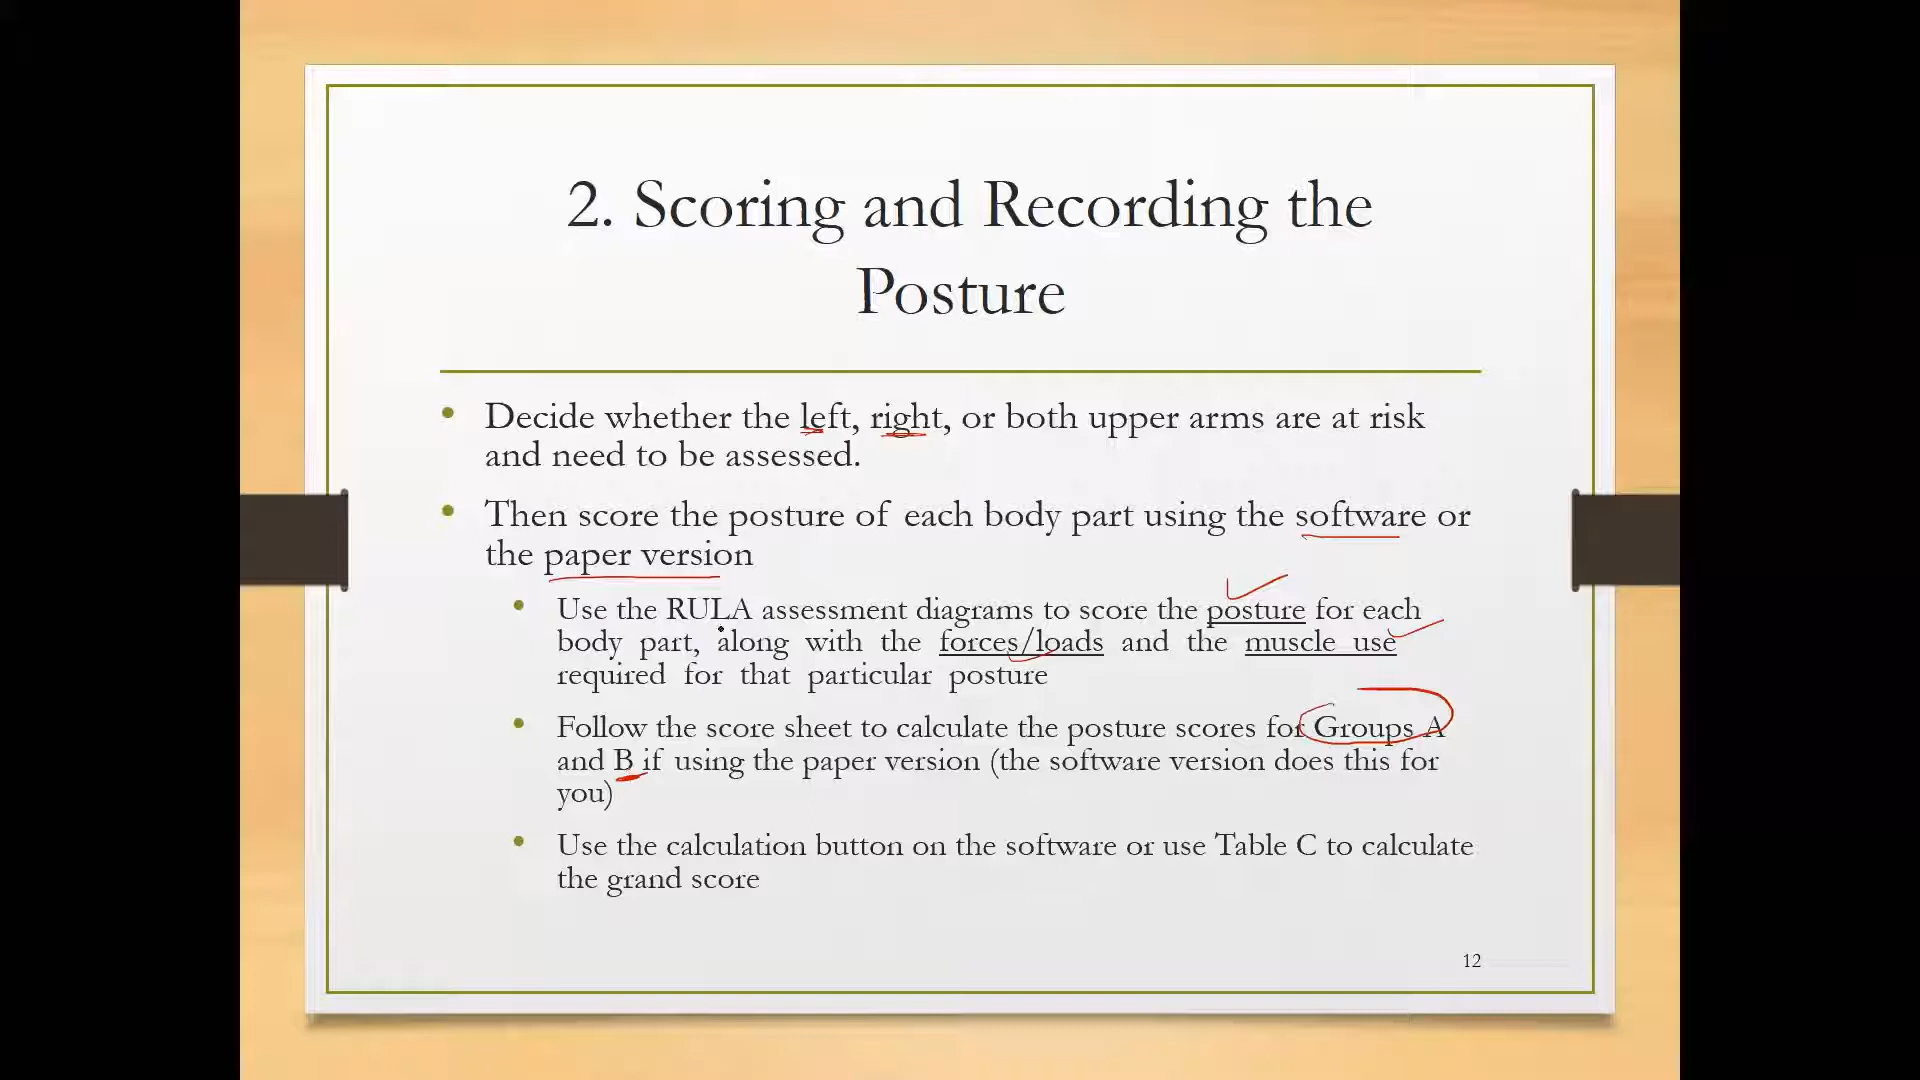 2. Scoring and Recording the
Posture
• Decide whether the left, right, or both upper arms are at risk
and need to be assessed.
• Then score the posture of each body part using the software or
the paper version
• Use the RULA assessment diagrams to score the posture for each
body part, along with the forces/loads and the muscle use
required for that particular posture
• Follow the score sheet to calculate the posture scores for Groups A
and B if using the paper version (the software version does this for
you)
• Use the calculation button on the software or use Table C to calculate
the grand score
12